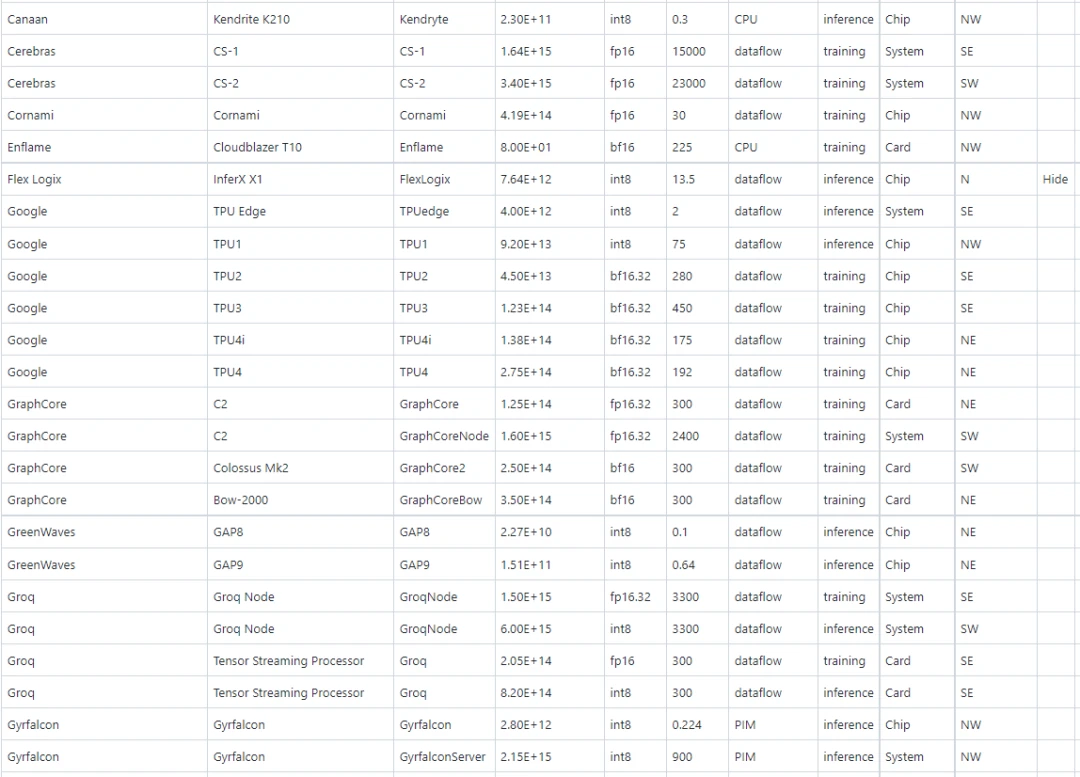 Canaan Kendrite K210 Kendryte 2.30E+11 int8 0.3 CPU inference Chip NW
Cerebras CS-1 CS-1 1.64E+15 fp16 15000 dataflow training System SE
Cerebras CS-2 CS-2 3.40E+15 fp16 23000 dataflow training System SW
Cornami Cornami Cornami 4.19E+14 fp16 30 dataflow training Chip NW
Enflame Cloudblazer T10 Enflame 8.00E+01 bf16 225 CPU training Card NW
Flex Logix InferX X1 FlexLogix 7.64E+12 int8 13.5 dataflow inference Chip N Hide
Google TPU Edge TPUedge 4.00E+12 int8 2 dataflow inference System SE
Google TPU1 TPU1 9.20E+13 int8 75 dataflow inference Chip NW
Google TPU2 TPU2 4.50E+13 bf16.32 280 dataflow training Chip SE
Google TPU3 TPU3 1.23E+14 bf16.32 450 dataflow training Chip SE
Google TPU4i TPU4i 1.38E+14 bf16.32 175 dataflow training Chip NE
Google TPU4 TPU4 2.75E+14 bf16.32 192 dataflow training Chip NE
GraphCore C2 GraphCore 1.25E+14 fp16.32 300 dataflow training Card NE
GraphCore C2 GraphCoreNode 1.60E+15 fp16.32 2400 dataflow training System SW
GraphCore Colossus Mk2 GraphCore2 2.50E+14 bf16 300 dataflow training Card SW
GraphCore Bow-2000 GraphCoreBow 3.50E+14 bf16 300 dataflow training Card NE
GreenWaves GAP8 GAP8 2.27E+10 int8 0.1 dataflow inference Chip NE
GreenWaves GAP9 GAP9 1.51E+11 int8 0.64 dataflow inference Chip NE
Groq Groq Node GroqNode 1.50E+15 fp16.32 3300 dataflow training System SE
Groq Groq Node GroqNode 6.00E+15 int8 3300 dataflow inference System SW
Groq Tensor Streaming Processor Groq 2.05E+14 fp16 300 dataflow training Card SE
Groq Tensor Streaming Processor Groq 8.20E+14 int8 300 dataflow inference Card SE
Gyrfalcon Gyrfalcon Gyrfalcon 2.80E+12 int8 0.224 PIM inference Chip NW
Gyrfalcon Gyrfalcon GyrfalconServer 2.15E+15 int8 900 PIM inference System NW